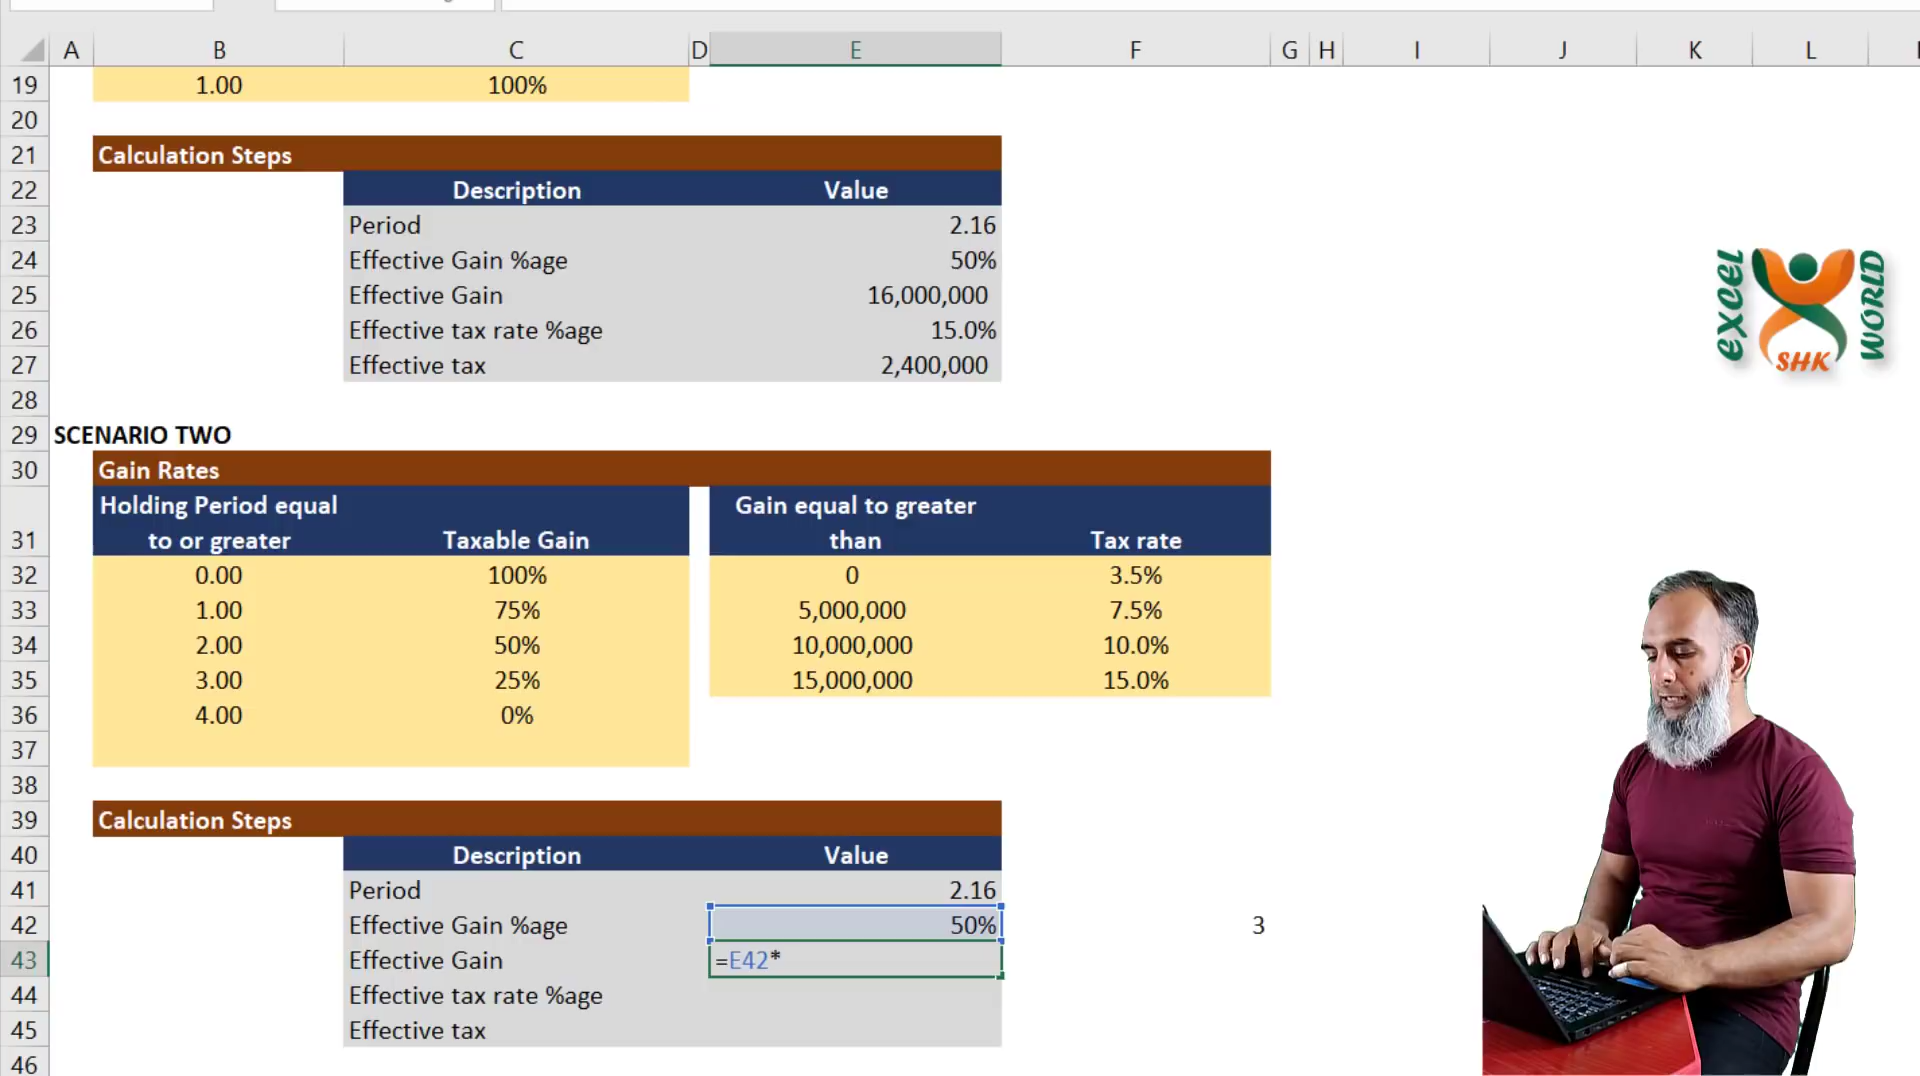 A B C D E F G H I J K L
19 1.00 100%
20
21 Calculation Steps
22 Description Value
23 Period 2.16
24 Effective Gain %age 50%
25 Effective Gain 16,000,000
26 Effective tax rate %age 15.0%
27 Effective tax 2,400,000
28
29 SCENARIO TWO
30 Gain Rates
Holding Period equal Gain equal to greater
31 to or greater Taxable Gain than Tax rate
32 0.00 100% 0 3.5%
33 1.00 75% 5,000,000 7.5%
34 2.00 50% 10,000,000 10.0%
35 3.00 25% 15,000,000 15.0%
36 4.00 0%
37
38
39 Calculation Steps
40 Description Value
41 Period 2.16
42 Effective Gain %age 50% 3
43 Effective Gain =E42*
44 Effective tax rate %age
45 Effective tax
46
EXCEL
WORLD
SHK